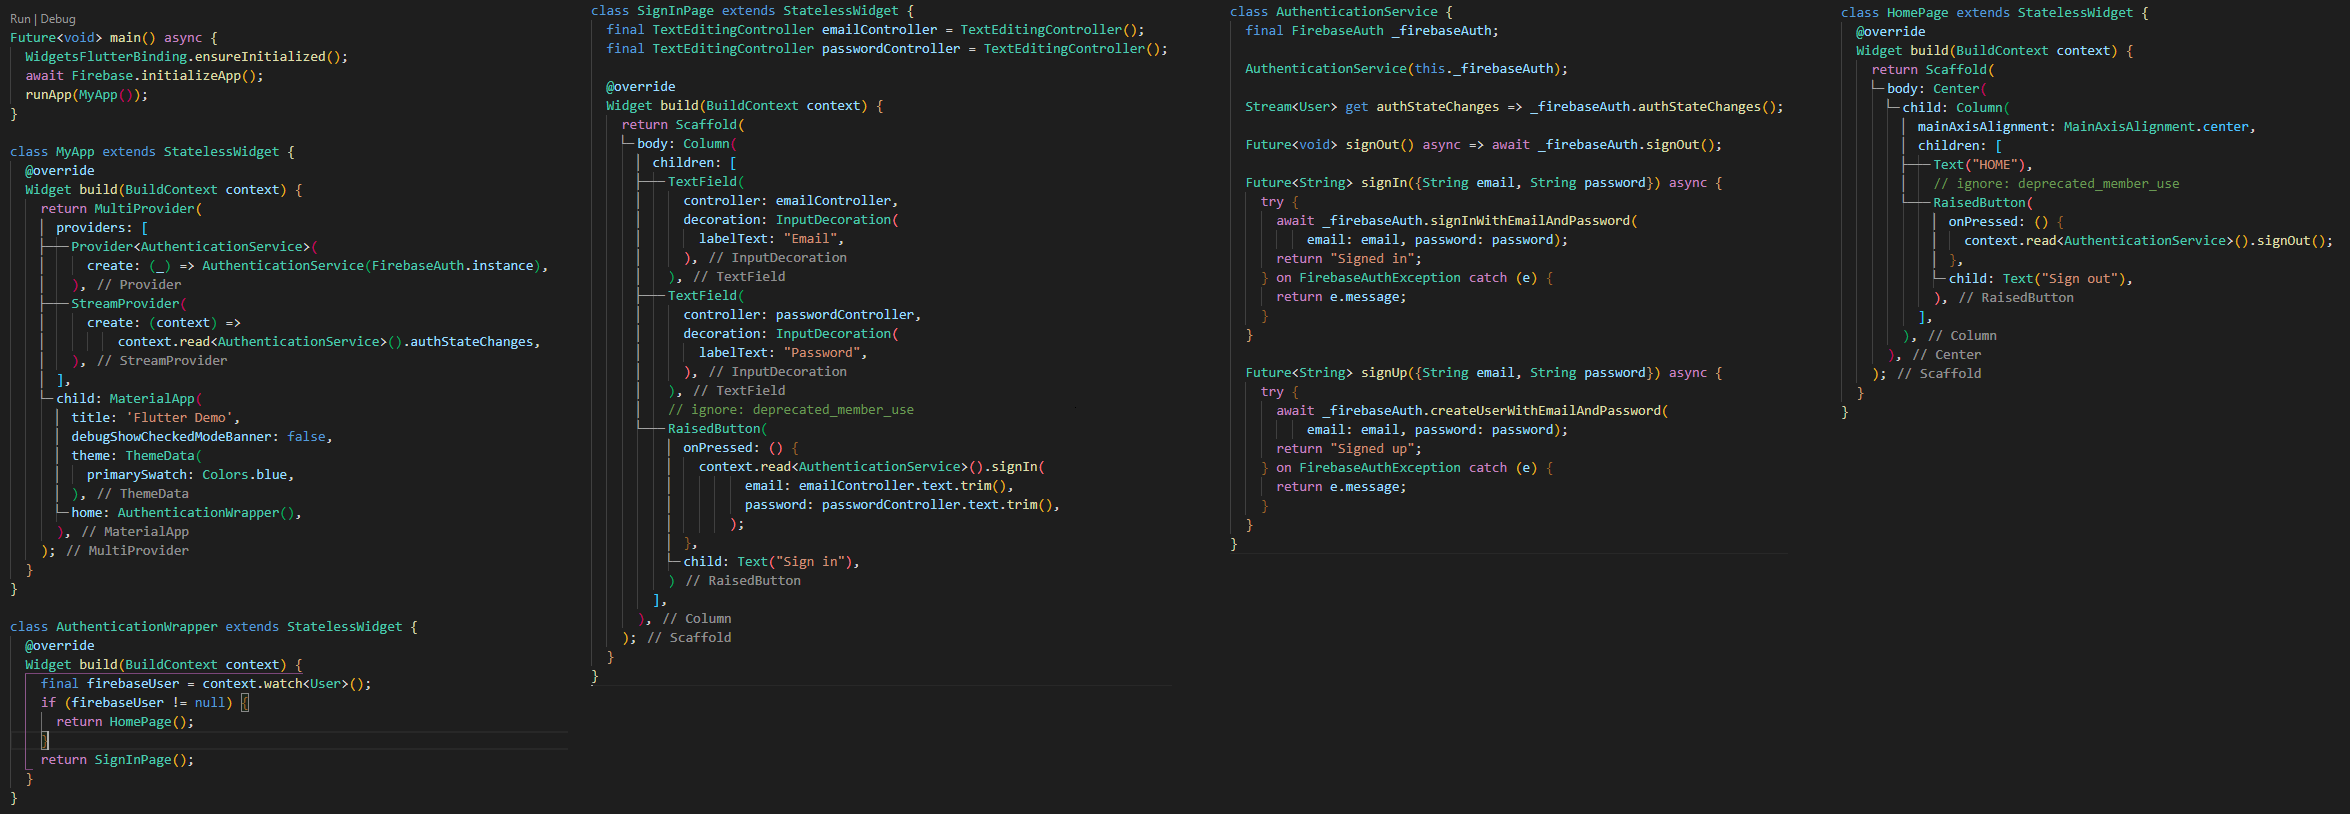 Run | Debug
Future<void> main() async {
  WidgetsFlutterBinding.ensureInitialized();
  await Firebase.initializeApp();
  runApp(MyApp());
}

class MyApp extends StatelessWidget {
  @override
  Widget build(BuildContext context) {
    return MultiProvider(
      providers: [
        Provider<AuthenticationService>(
          create: (_) => AuthenticationService(FirebaseAuth.instance),
        ), // Provider
        StreamProvider(
          create: (context) =>
              context.read<AuthenticationService>().authStateChanges,
        ), // StreamProvider
      ],
      child: MaterialApp(
        title: 'Flutter Demo',
        debugShowCheckedModeBanner: false,
        theme: ThemeData(
          primarySwatch: Colors.blue,
        ), // ThemeData
        home: AuthenticationWrapper(),
      ), // MaterialApp
    ); // MultiProvider
  }
}

class AuthenticationWrapper extends StatelessWidget {
  @override
  Widget build(BuildContext context) {
    final firebaseUser = context.watch<User>();
    if (firebaseUser != null) {
      return HomePage();
    }
    return SignInPage();
  }
}

class SignInPage extends StatelessWidget {
  final TextEditingController emailController = TextEditingController();
  final TextEditingController passwordController = TextEditingController();

  @override
  Widget build(BuildContext context) {
    return Scaffold(
      body: Column(
        children: [
          TextField(
            controller: emailController,
            decoration: InputDecoration(
              labelText: "Email",
            ), // InputDecoration
          ), // TextField
          TextField(
            controller: passwordController,
            decoration: InputDecoration(
              labelText: "Password",
            ), // InputDecoration
          ), // TextField
          // ignore: deprecated_member_use
          RaisedButton(
            onPressed: () {
              context.read<AuthenticationService>().signIn(
                    email: emailController.text.trim(),
                    password: passwordController.text.trim(),
                  );
            },
            child: Text("Sign in"),
          ) // RaisedButton
        ],
      ), // Column
    ); // Scaffold
  }
}

class AuthenticationService {
  final FirebaseAuth _firebaseAuth;

  AuthenticationService(this._firebaseAuth);

  Stream<User> get authStateChanges => _firebaseAuth.authStateChanges();

  Future<void> signOut() async => await _firebaseAuth.signOut();

  Future<String> signIn({String email, String password}) async {
    try {
      await _firebaseAuth.signInWithEmailAndPassword(
          email: email, password: password);
      return "Signed in";
    } on FirebaseAuthException catch (e) {
      return e.message;
    }
  }

  Future<String> signUp({String email, String password}) async {
    try {
      await _firebaseAuth.createUserWithEmailAndPassword(
          email: email, password: password);
      return "Signed up";
    } on FirebaseAuthException catch (e) {
      return e.message;
    }
  }
}

class HomePage extends StatelessWidget {
  @override
  Widget build(BuildContext context) {
    return Scaffold(
      body: Center(
        child: Column(
          mainAxisAlignment: MainAxisAlignment.center,
          children: [
            Text("HOME"),
            // ignore: deprecated_member_use
            RaisedButton(
              onPressed: () {
                context.read<AuthenticationService>().signOut();
              },
              child: Text("Sign out"),
            ), // RaisedButton
          ],
        ), // Column
      ), // Center
    ); // Scaffold
  }
}